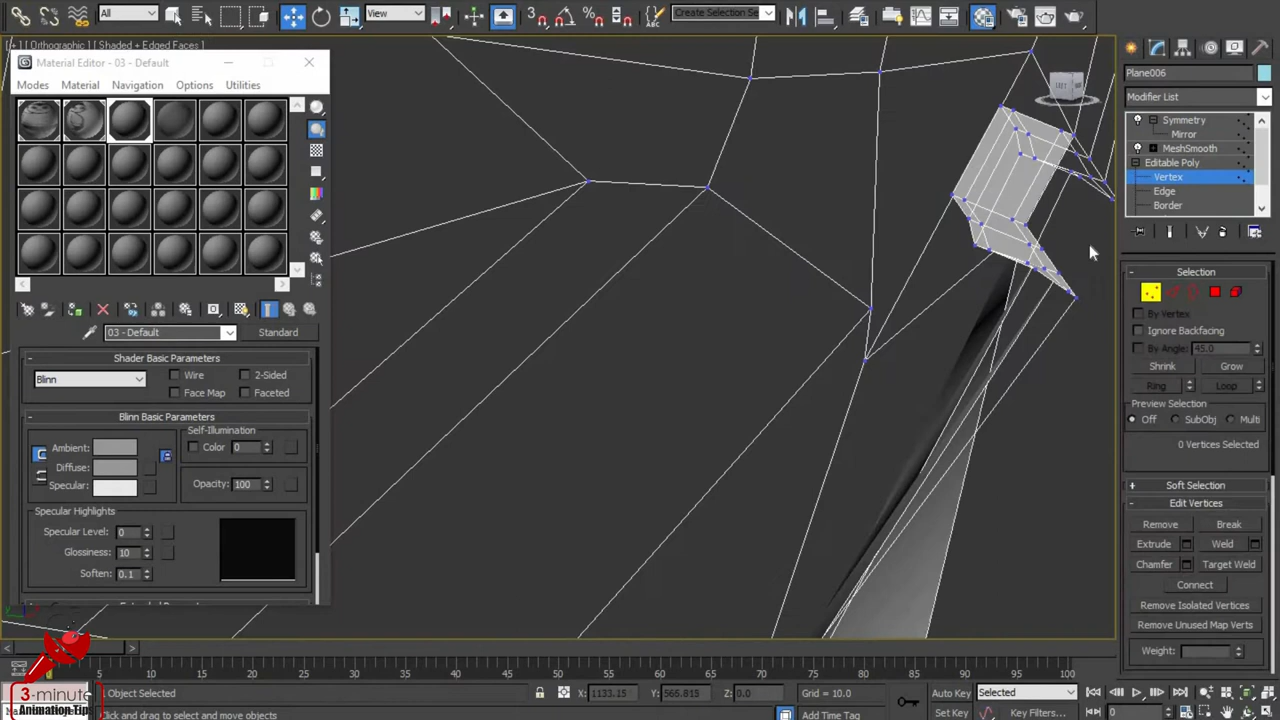 All
View
Create Selection Se
[+] [Orthographic] [Shaded + Edged Faces]
Material Editor - 03 - Default
Modes Material Navigation Options Utilities
03 - Default
Standard
Shader Basic Parameters
Blinn
Wire 2-Sided
Face Map Faceted
Blinn Basic Parameters
Self-Illumination
Ambient: Color 0
Diffuse:
Specular: Opacity: 100
Specular Highlights
Specular Level: 0
Glossiness: 10
Soften: 0.1
Plane006
Modifier List
Symmetry
Mirror
MeshSmooth
Editable Poly
Vertex
Edge
Border
Selection
By Vertex
Ignore Backfacing
By Angle: 45.0
Shrink Grow
Ring Loop
Preview Selection
Off SubObj Multi
0 Vertices Selected
Soft Selection
Edit Vertices
Remove Break
Extrude Weld
Chamfer Target Weld
Connect
Remove Isolated Vertices
Remove Unused Map Verts
Weight:
5 10 15 20 25 30 35 40 45 50 55 60 65 70 75 80 85 90 95 100
3-minute
Animation Tips
1 Object Selected
Click and drag to select and move objects
X: 1133.15 Y: 566.815 Z: 0.0 Grid = 10.0
Add Time Tag
Auto Key Selected
Set Key Key Filters... 0